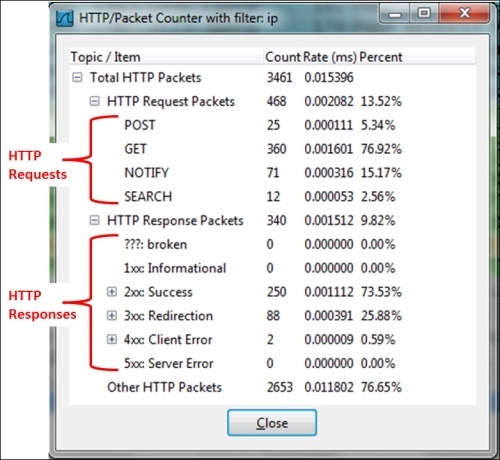 HTTP/Packet Counter with filter: ip
Topic / Item Count Rate (ms) Percent
Total HTTP Packets 3461 0.015396
HTTP Request Packets 468 0.002082 13.52%
POST 25 0.000111 5.34%
GET 360 0.001601 76.92%
NOTIFY 71 0.000316 15.17%
SEARCH 12 0.000053 2.56%
HTTP Response Packets 340 0.001512 9.82%
???: broken 0 0.000000 0.00%
1xx: Informational 0 0.000000 0.00%
2xx: Success 250 0.001112 73.53%
3xx: Redirection 88 0.000391 25.88%
4xx: Client Error 2 0.000009 0.59%
5xx: Server Error 0 0.000000 0.00%
Other HTTP Packets 2653 0.011802 76.65%
Close
HTTP
Requests
HTTP
Responses